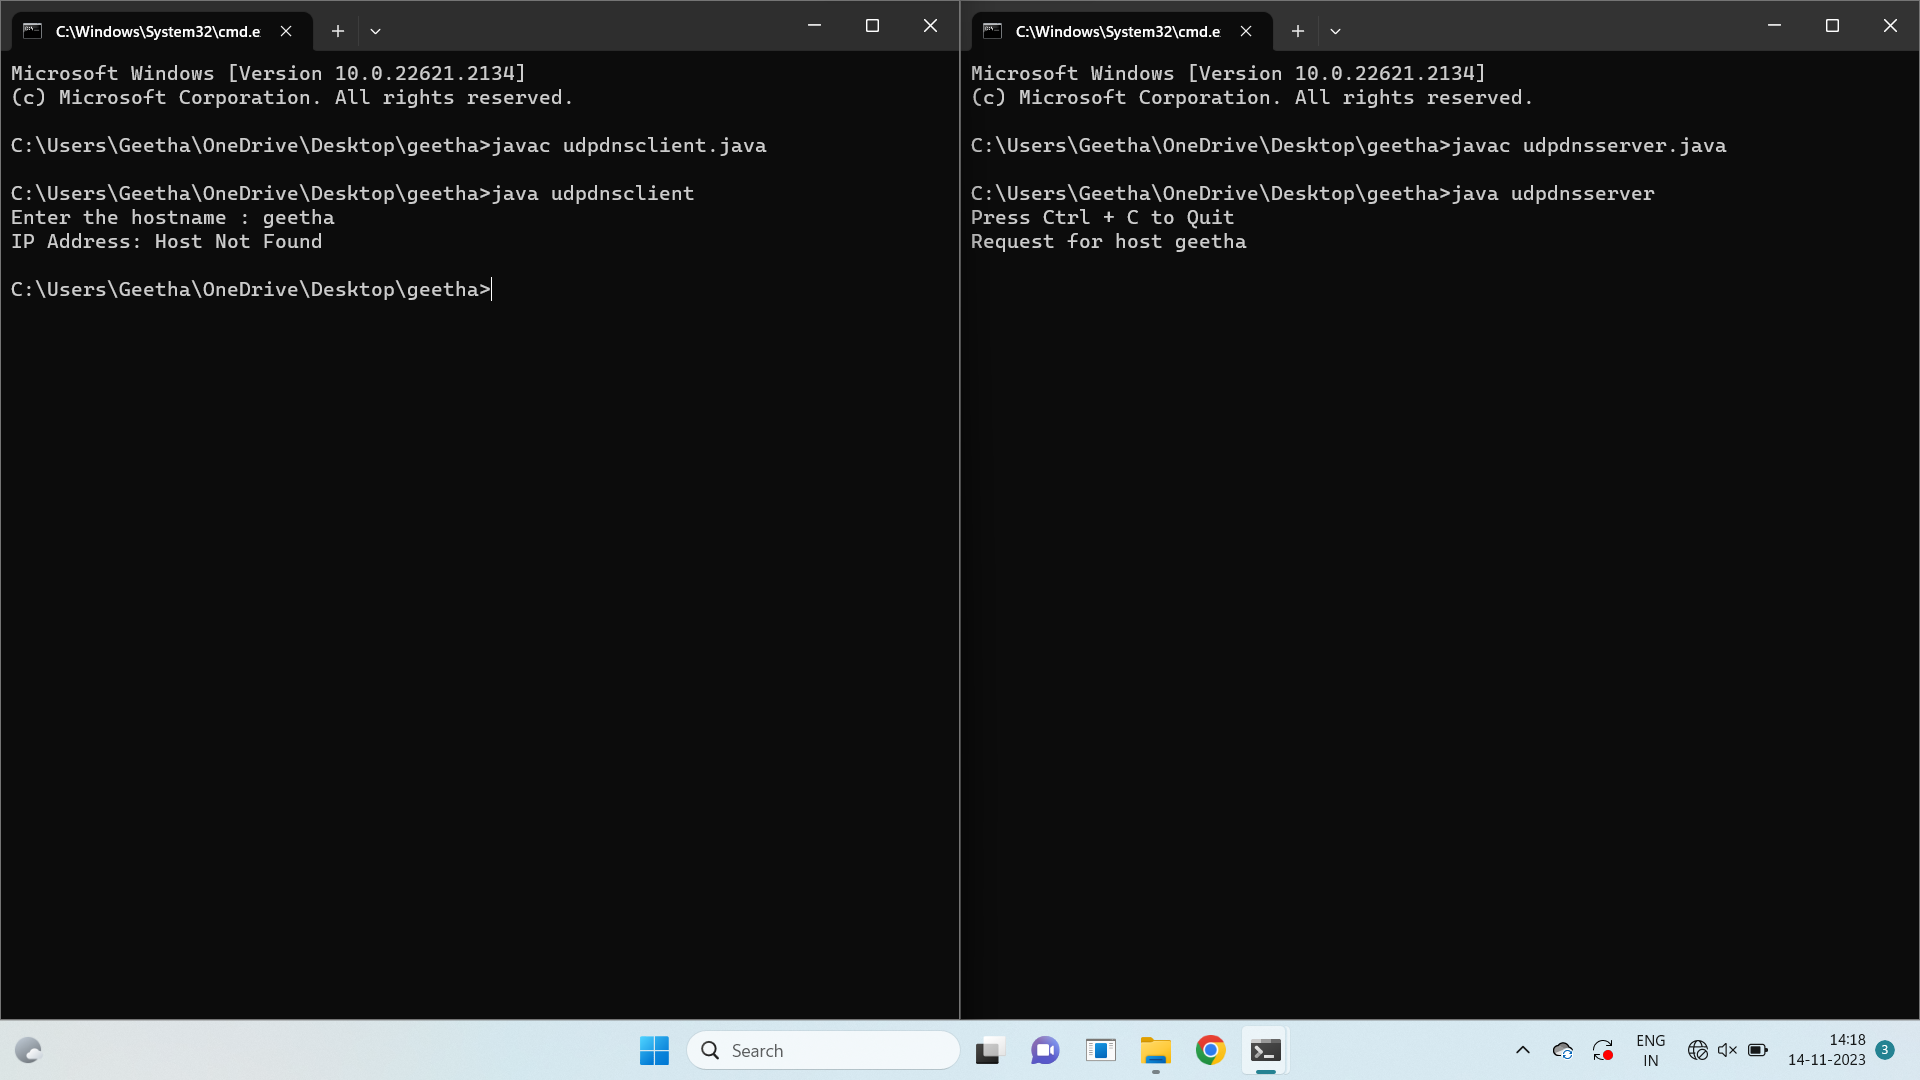 C:\Windows\System32\cmd.e
Microsoft Windows [Version 10.0.22621.2134]
(c) Microsoft Corporation. All rights reserved.
C:\Users\Geetha\OneDrive\Desktop\geetha>javac udpdnsclient.java
C:\Users\Geetha\OneDrive\Desktop\geetha>java udpdnsclient
Enter the hostname : geetha
IP Address: Host Not Found
C:\Users\Geetha\OneDrive\Desktop\geetha>
C:\Windows\System32\cmd.e
Microsoft Windows [Version 10.0.22621.2134]
(c) Microsoft Corporation. All rights reserved.
C:\Users\Geetha\OneDrive\Desktop\geetha>javac udpdnsserver.java
C:\Users\Geetha\OneDrive\Desktop\geetha>java udpdnsserver
Press Ctrl + C to Quit
Request for host geetha
Search
ENG
IN
14:18
14-11-2023
3